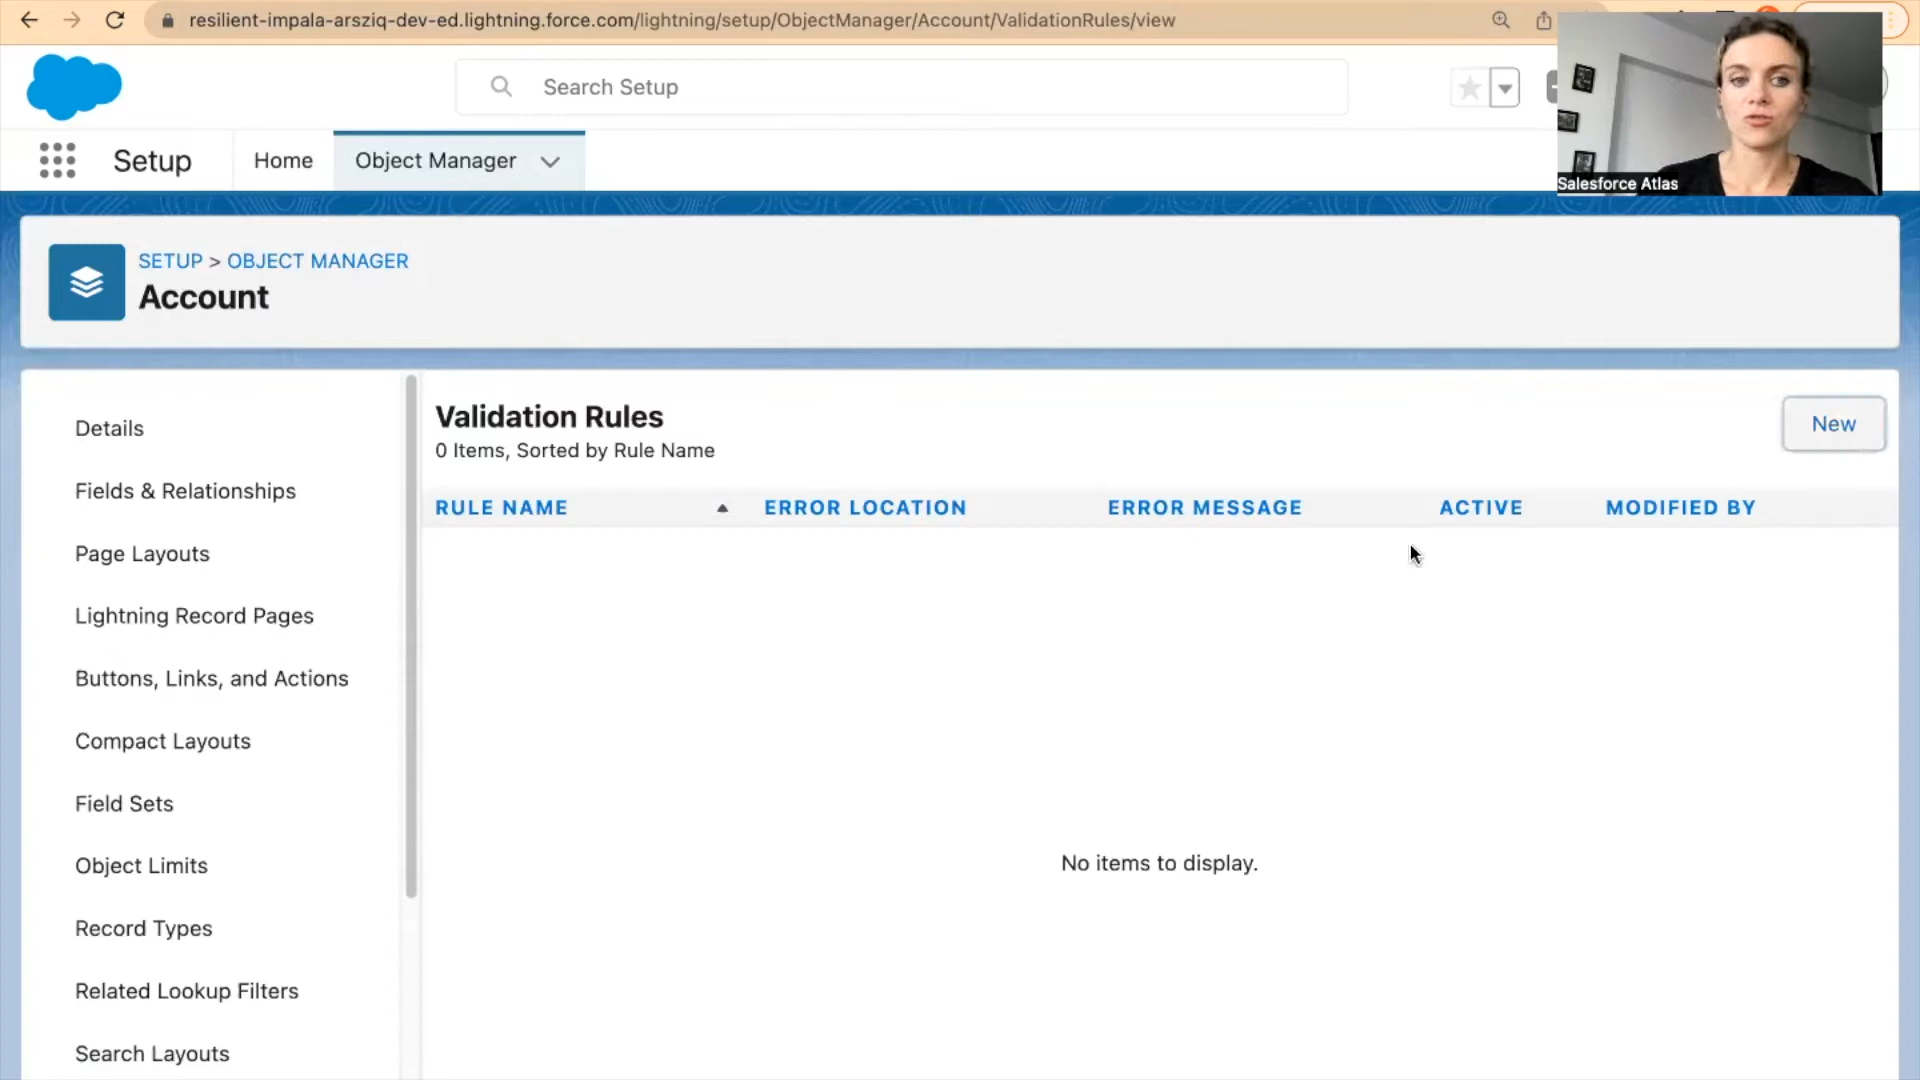 resilient-impala-arsziq-dev-ed.lightning.force.com/lightning/setup/ObjectManager/Account/ValidationRules/view
Search Setup
Salesforce Atlas
Setup
Home
Object Manager
SETUP > OBJECT MANAGER
Account
Details
Fields & Relationships
Page Layouts
Lightning Record Pages
Buttons, Links, and Actions
Compact Layouts
Field Sets
Object Limits
Record Types
Related Lookup Filters
Search Layouts
Validation Rules
0 Items, Sorted by Rule Name
New
RULE NAME ERROR LOCATION ERROR MESSAGE ACTIVE MODIFIED BY
No items to display.